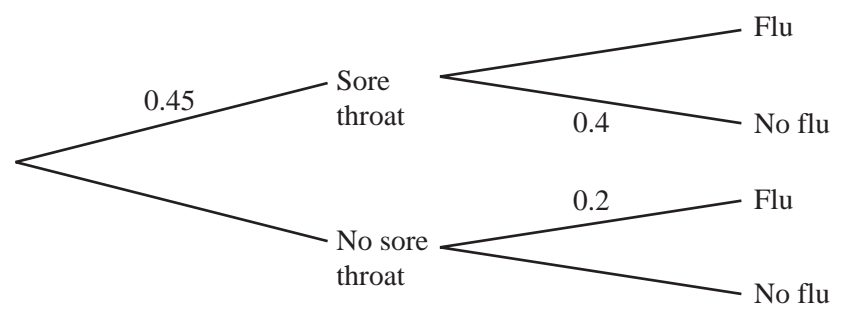 Flu
0.45
Sore
throat
0.4
No flu
0.2
Flu
No sore
throat
No flu